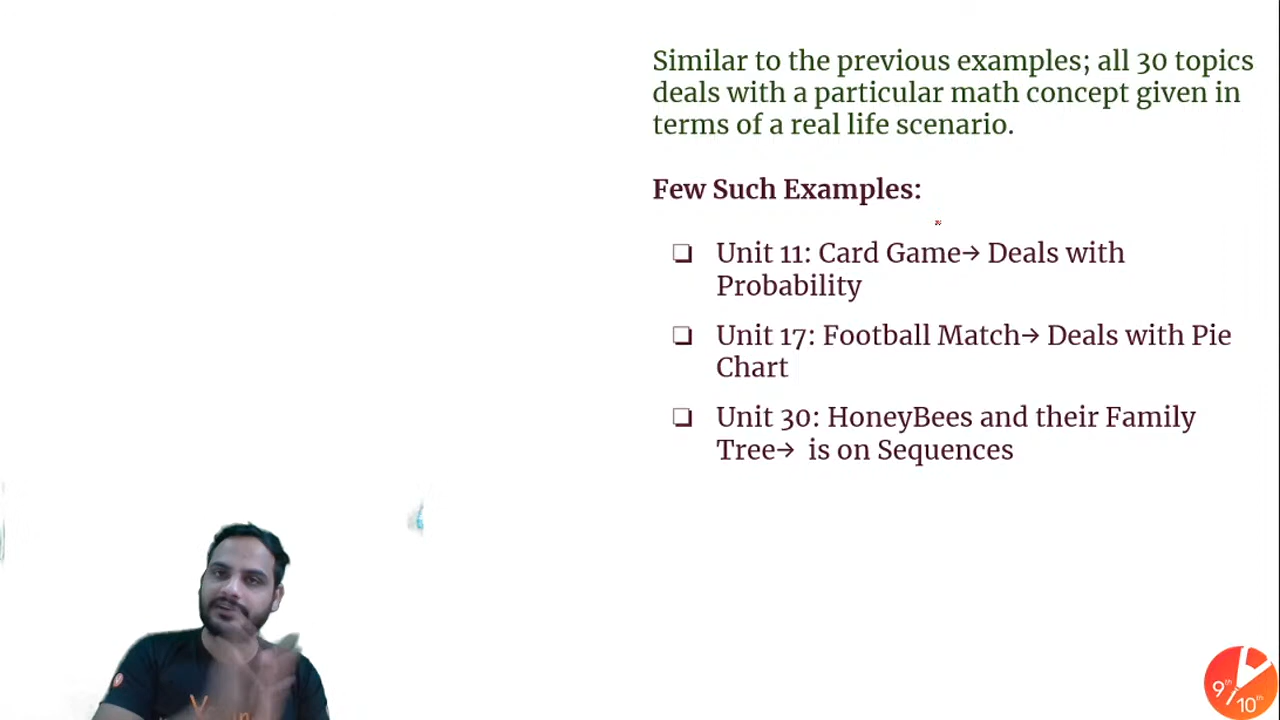 Similar to the previous examples; all 30 topics
deals with a particular math concept given in
terms of a real life scenario.
Few Such Examples:
❏ Unit 11: Card Game→ Deals with
Probability
❏ Unit 17: Football Match→ Deals with Pie
Chart
❏ Unit 30: HoneyBees and their Family
Tree→ is on Sequences
9th
10th